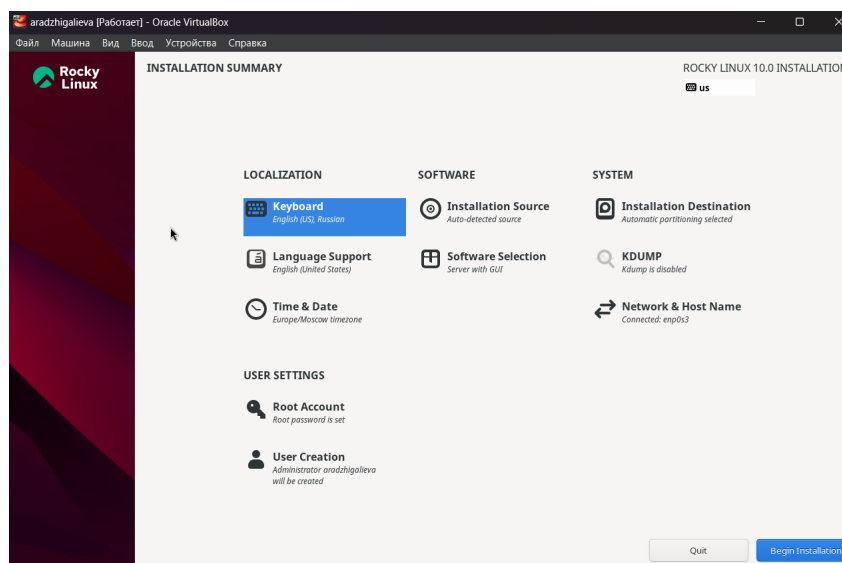 aradzhigalieva [Работает] - Oracle VirtualBox
Файл Машина Вид Ввод Устройства Справка
Rocky
Linux
INSTALLATION SUMMARY
ROCKY LINUX 10.0 INSTALLATION
us
LOCALIZATION
Keyboard
English (US), Russian
Language Support
English (United States)
Time & Date
Europe/Moscow timezone
SOFTWARE
Installation Source
Auto-detected source
Software Selection
Server with GUI
SYSTEM
Installation Destination
Automatic partitioning selected
KDUMP
Kdump is disabled
Network & Host Name
Connected: enp0s3
USER SETTINGS
Root Account
Root password is set
User Creation
Administrator aradzhigalieva
will be created
Quit
Begin Installation